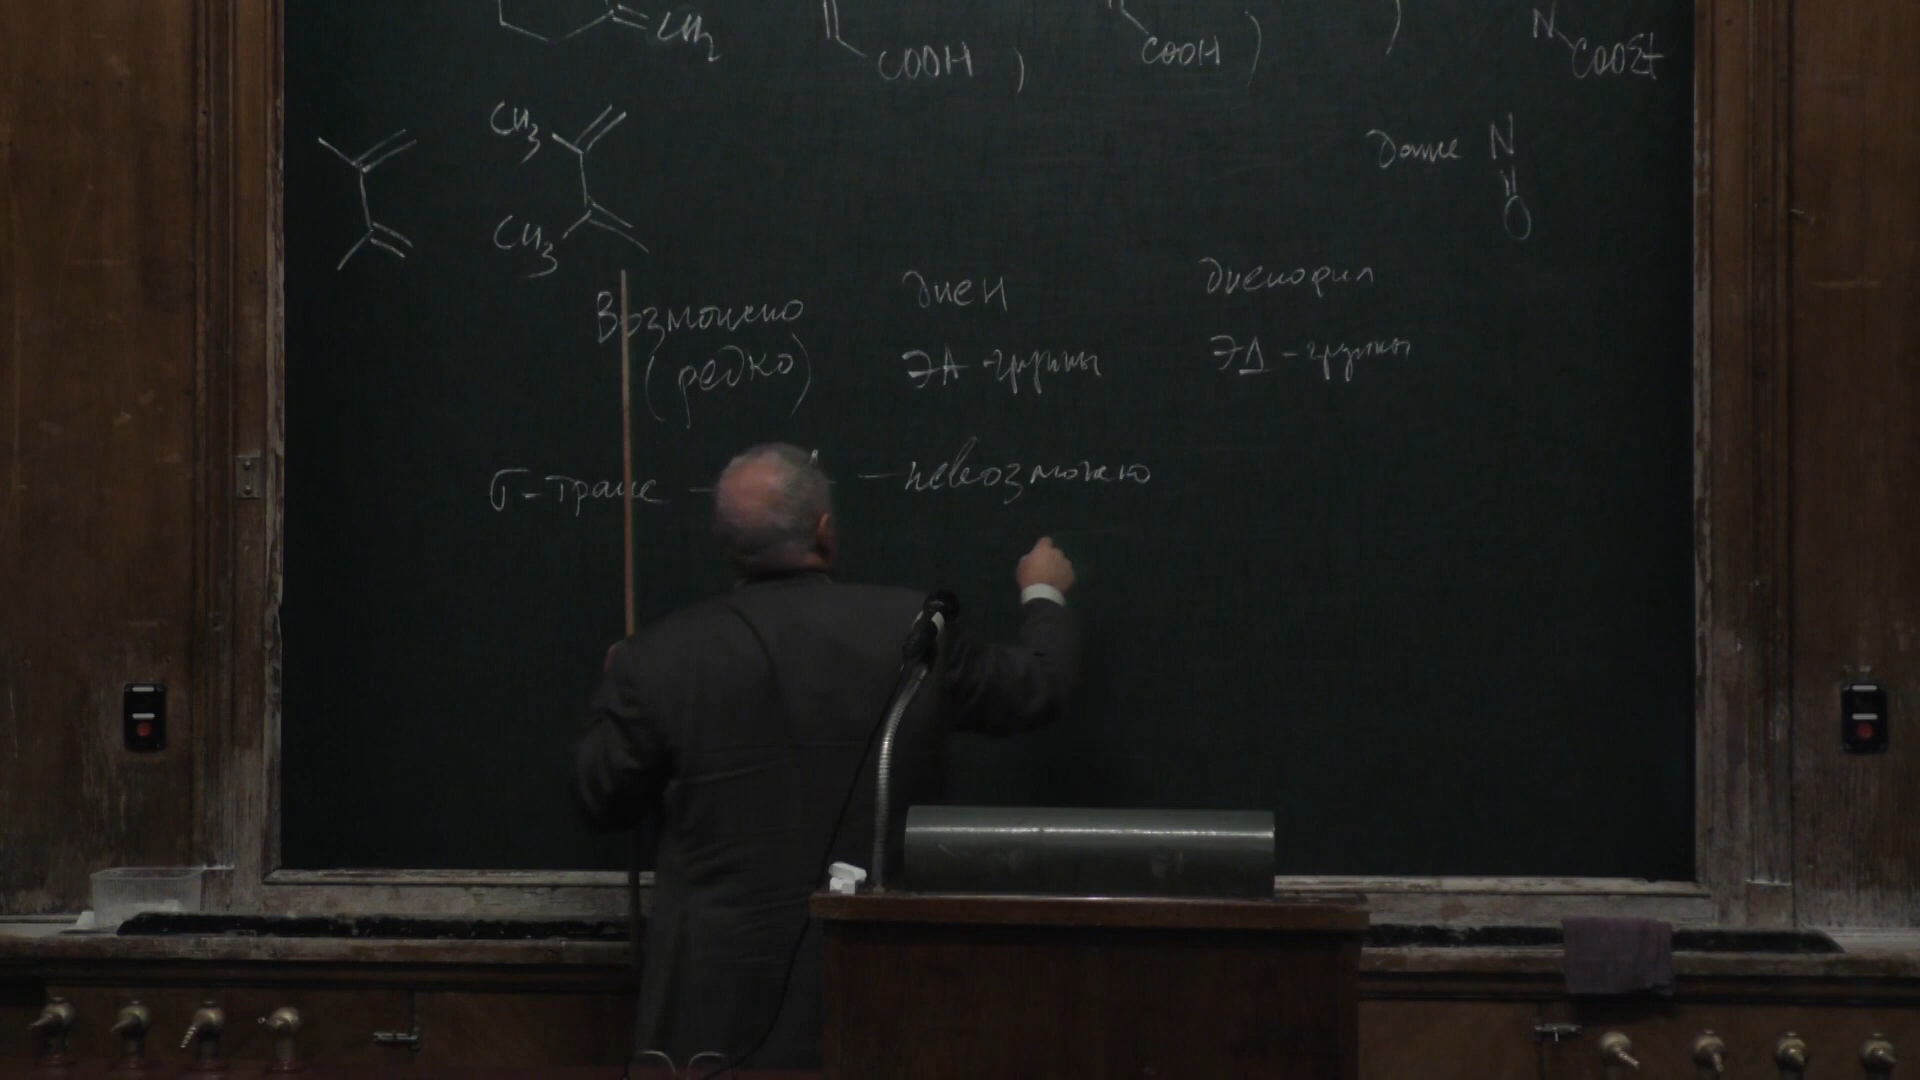 CH2 COOH) COOH) ) N COOEt
CH3
Даже N
O
CH3
Возможно Диен Диенофил
(редко) ЭА-группы ЭД-группы
σ-транс — — невозможно